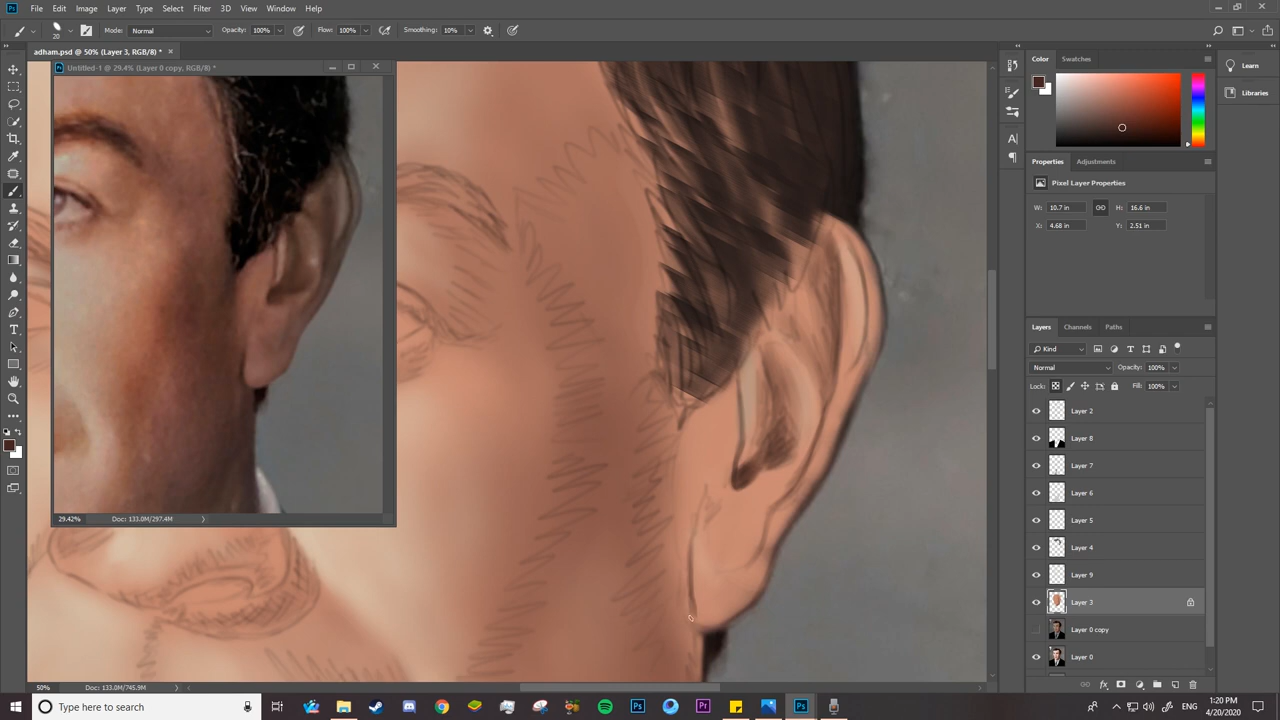 Ps File Edit Image Layer Type Select Filter 3D View Window Help
20 Mode: Normal Opacity: 100% Flow: 100% Smoothing: 10%
adham.psd @ 50% (Layer 3, RGB/8) *
Untitled-1 @ 29.4% (Layer 0 copy, RGB/8) *
Color Swatches
Learn
Libraries
Properties Adjustments
Pixel Layer Properties
W: 10.7 in H: 16.6 in
X: 4.68 in Y: 2.51 in
Layers Channels Paths
Kind
Normal Opacity: 100%
Lock: Fill: 100%
Layer 2
Layer 8
Layer 7
Layer 6
Layer 5
Layer 4
Layer 9
Layer 3
Layer 0 copy
Layer 0
29.42% Doc: 133.0M/297.4M
50% Doc: 133.0M/745.9M
Type here to search
ENG
1:20 PM
4/20/2020